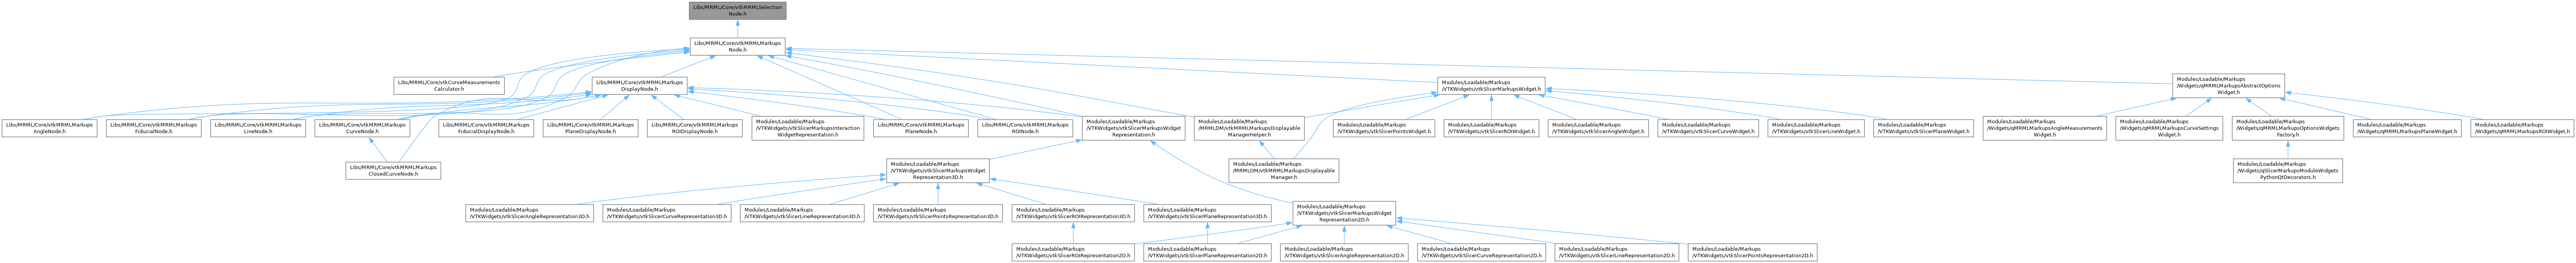 Libs/MRML/Core/vtkMRMLSelection
Node.h
Libs/MRML/Core/vtkMRMLMarkups
Node.h
Libs/MRML/Core/vtkCurveMeasurements
Calculator.h
Libs/MRML/Core/vtkMRMLMarkups
DisplayNode.h
Modules/Loadable/Markups
/VTKWidgets/vtkSlicerMarkupsWidget.h
Modules/Loadable/Markups
/Widgets/qMRMLMarkupsAbstractOptions
Widget.h
Libs/MRML/Core/vtkMRMLMarkups
AngleNode.h
Libs/MRML/Core/vtkMRMLMarkups
FiducialNode.h
Libs/MRML/Core/vtkMRMLMarkups
LineNode.h
Libs/MRML/Core/vtkMRMLMarkups
CurveNode.h
Libs/MRML/Core/vtkMRMLMarkups
FiducialDisplayNode.h
Libs/MRML/Core/vtkMRMLMarkups
PlaneDisplayNode.h
Libs/MRML/Core/vtkMRMLMarkups
ROIDisplayNode.h
Modules/Loadable/Markups
/VTKWidgets/vtkSlicerMarkupsInteraction
WidgetRepresentation.h
Libs/MRML/Core/vtkMRMLMarkups
PlaneNode.h
Libs/MRML/Core/vtkMRMLMarkups
ROINode.h
Modules/Loadable/Markups
/VTKWidgets/vtkSlicerMarkupsWidget
Representation.h
Modules/Loadable/Markups
/MRMLDM/vtkMRMLMarkupsDisplayable
ManagerHelper.h
Modules/Loadable/Markups
/VTKWidgets/vtkSlicerPointsWidget.h
Modules/Loadable/Markups
/VTKWidgets/vtkSlicerROIWidget.h
Modules/Loadable/Markups
/VTKWidgets/vtkSlicerAngleWidget.h
Modules/Loadable/Markups
/VTKWidgets/vtkSlicerCurveWidget.h
Modules/Loadable/Markups
/VTKWidgets/vtkSlicerLineWidget.h
Modules/Loadable/Markups
/VTKWidgets/vtkSlicerPlaneWidget.h
Modules/Loadable/Markups
/Widgets/qMRMLMarkupsAngleMeasurements
Widget.h
Modules/Loadable/Markups
/Widgets/qMRMLMarkupsCurveSettings
Widget.h
Modules/Loadable/Markups
/Widgets/qMRMLMarkupsOptionsWidgets
Factory.h
Modules/Loadable/Markups
/Widgets/qMRMLMarkupsPlaneWidget.h
Modules/Loadable/Markups
/Widgets/qMRMLMarkupsROIWidget.h
Libs/MRML/Core/vtkMRMLMarkups
ClosedCurveNode.h
Modules/Loadable/Markups
/VTKWidgets/vtkSlicerMarkupsWidget
Representation3D.h
Modules/Loadable/Markups
/MRMLDM/vtkMRMLMarkupsDisplayable
Manager.h
Modules/Loadable/Markups
/Widgets/qSlicerMarkupsModuleWidgets
PythonQtDecorators.h
Modules/Loadable/Markups
/VTKWidgets/vtkSlicerAngleRepresentation3D.h
Modules/Loadable/Markups
/VTKWidgets/vtkSlicerCurveRepresentation3D.h
Modules/Loadable/Markups
/VTKWidgets/vtkSlicerLineRepresentation3D.h
Modules/Loadable/Markups
/VTKWidgets/vtkSlicerPointsRepresentation3D.h
Modules/Loadable/Markups
/VTKWidgets/vtkSlicerROIRepresentation3D.h
Modules/Loadable/Markups
/VTKWidgets/vtkSlicerPlaneRepresentation3D.h
Modules/Loadable/Markups
/VTKWidgets/vtkSlicerMarkupsWidget
Representation2D.h
Modules/Loadable/Markups
/VTKWidgets/vtkSlicerROIRepresentation2D.h
Modules/Loadable/Markups
/VTKWidgets/vtkSlicerPlaneRepresentation2D.h
Modules/Loadable/Markups
/VTKWidgets/vtkSlicerAngleRepresentation2D.h
Modules/Loadable/Markups
/VTKWidgets/vtkSlicerCurveRepresentation2D.h
Modules/Loadable/Markups
/VTKWidgets/vtkSlicerLineRepresentation2D.h
Modules/Loadable/Markups
/VTKWidgets/vtkSlicerPointsRepresentation2D.h